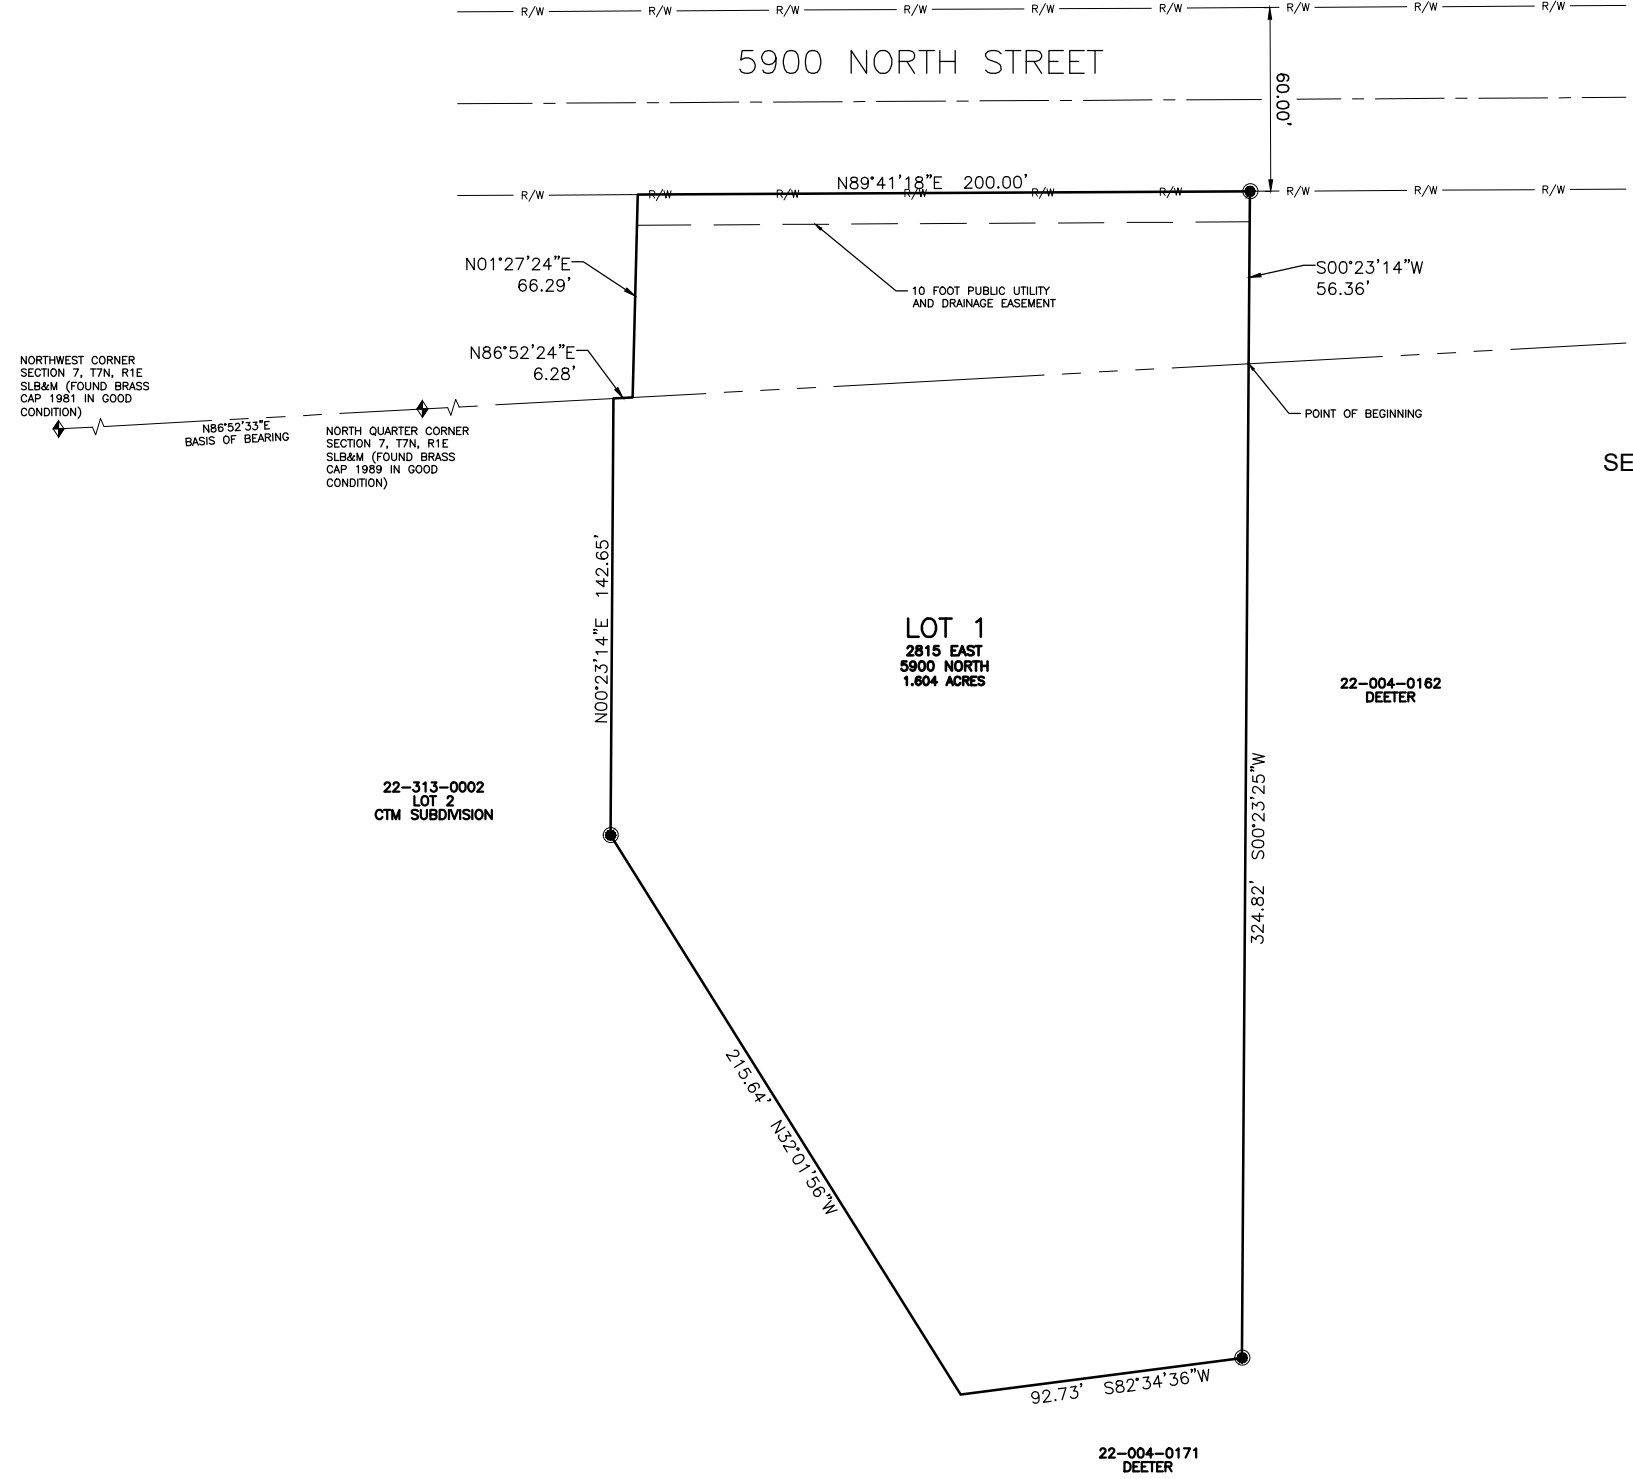 R/W R/W R/W R/W R/W R/W R/W R/W R/W
5900 NORTH STREET
60.00'
N89°41'18"E 200.00'
R/W R/W R/W R/W R/W R/W R/W R/W R/W
N01°27'24"E
66.29'
S00°23'14"W
56.36'
10 FOOT PUBLIC UTILITY
AND DRAINAGE EASEMENT
N86°52'24"E
6.28'
NORTHWEST CORNER
SECTION 7, T7N, R1E
SLB&M (FOUND BRASS
CAP 1981 IN GOOD
CONDITION)
N86°52'33"E
BASIS OF BEARING
NORTH QUARTER CORNER
SECTION 7, T7N, R1E
SLB&M (FOUND BRASS
CAP 1989 IN GOOD
CONDITION)
POINT OF BEGINNING
SE
N00°23'14"E 142.65'
LOT 1
2815 EAST
5900 NORTH
1.604 ACRES
22-004-0162
DEETER
22-313-0002
LOT 2
CTM SUBDIVISION
324.82' S00°23'25"W
215.64' N32°01'56"W
92.73' S82°34'36"W
22-004-0171
DEETER